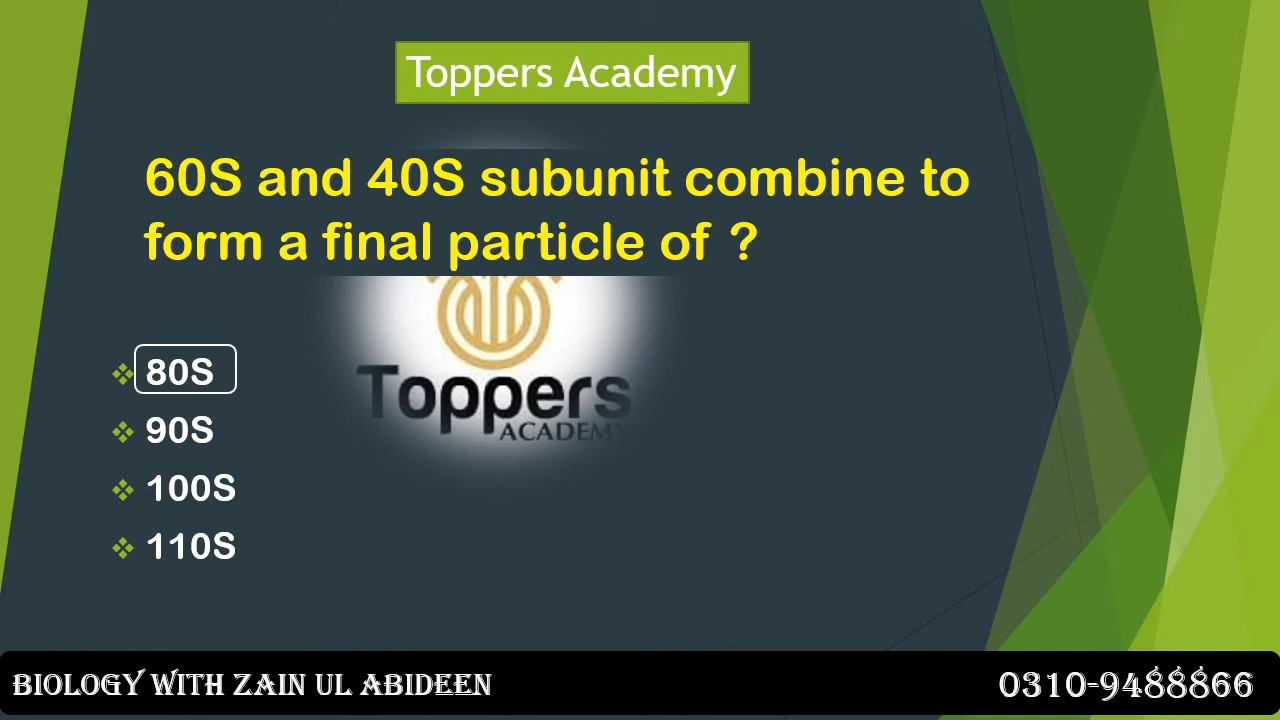 Toppers Academy
60S and 40S subunit combine to
form a final particle of ?
80S
90S
100S
110S
Toppers
ACADEMY
BIOLOGY WITH ZAIN UL ABIDEEN
0310-9488866